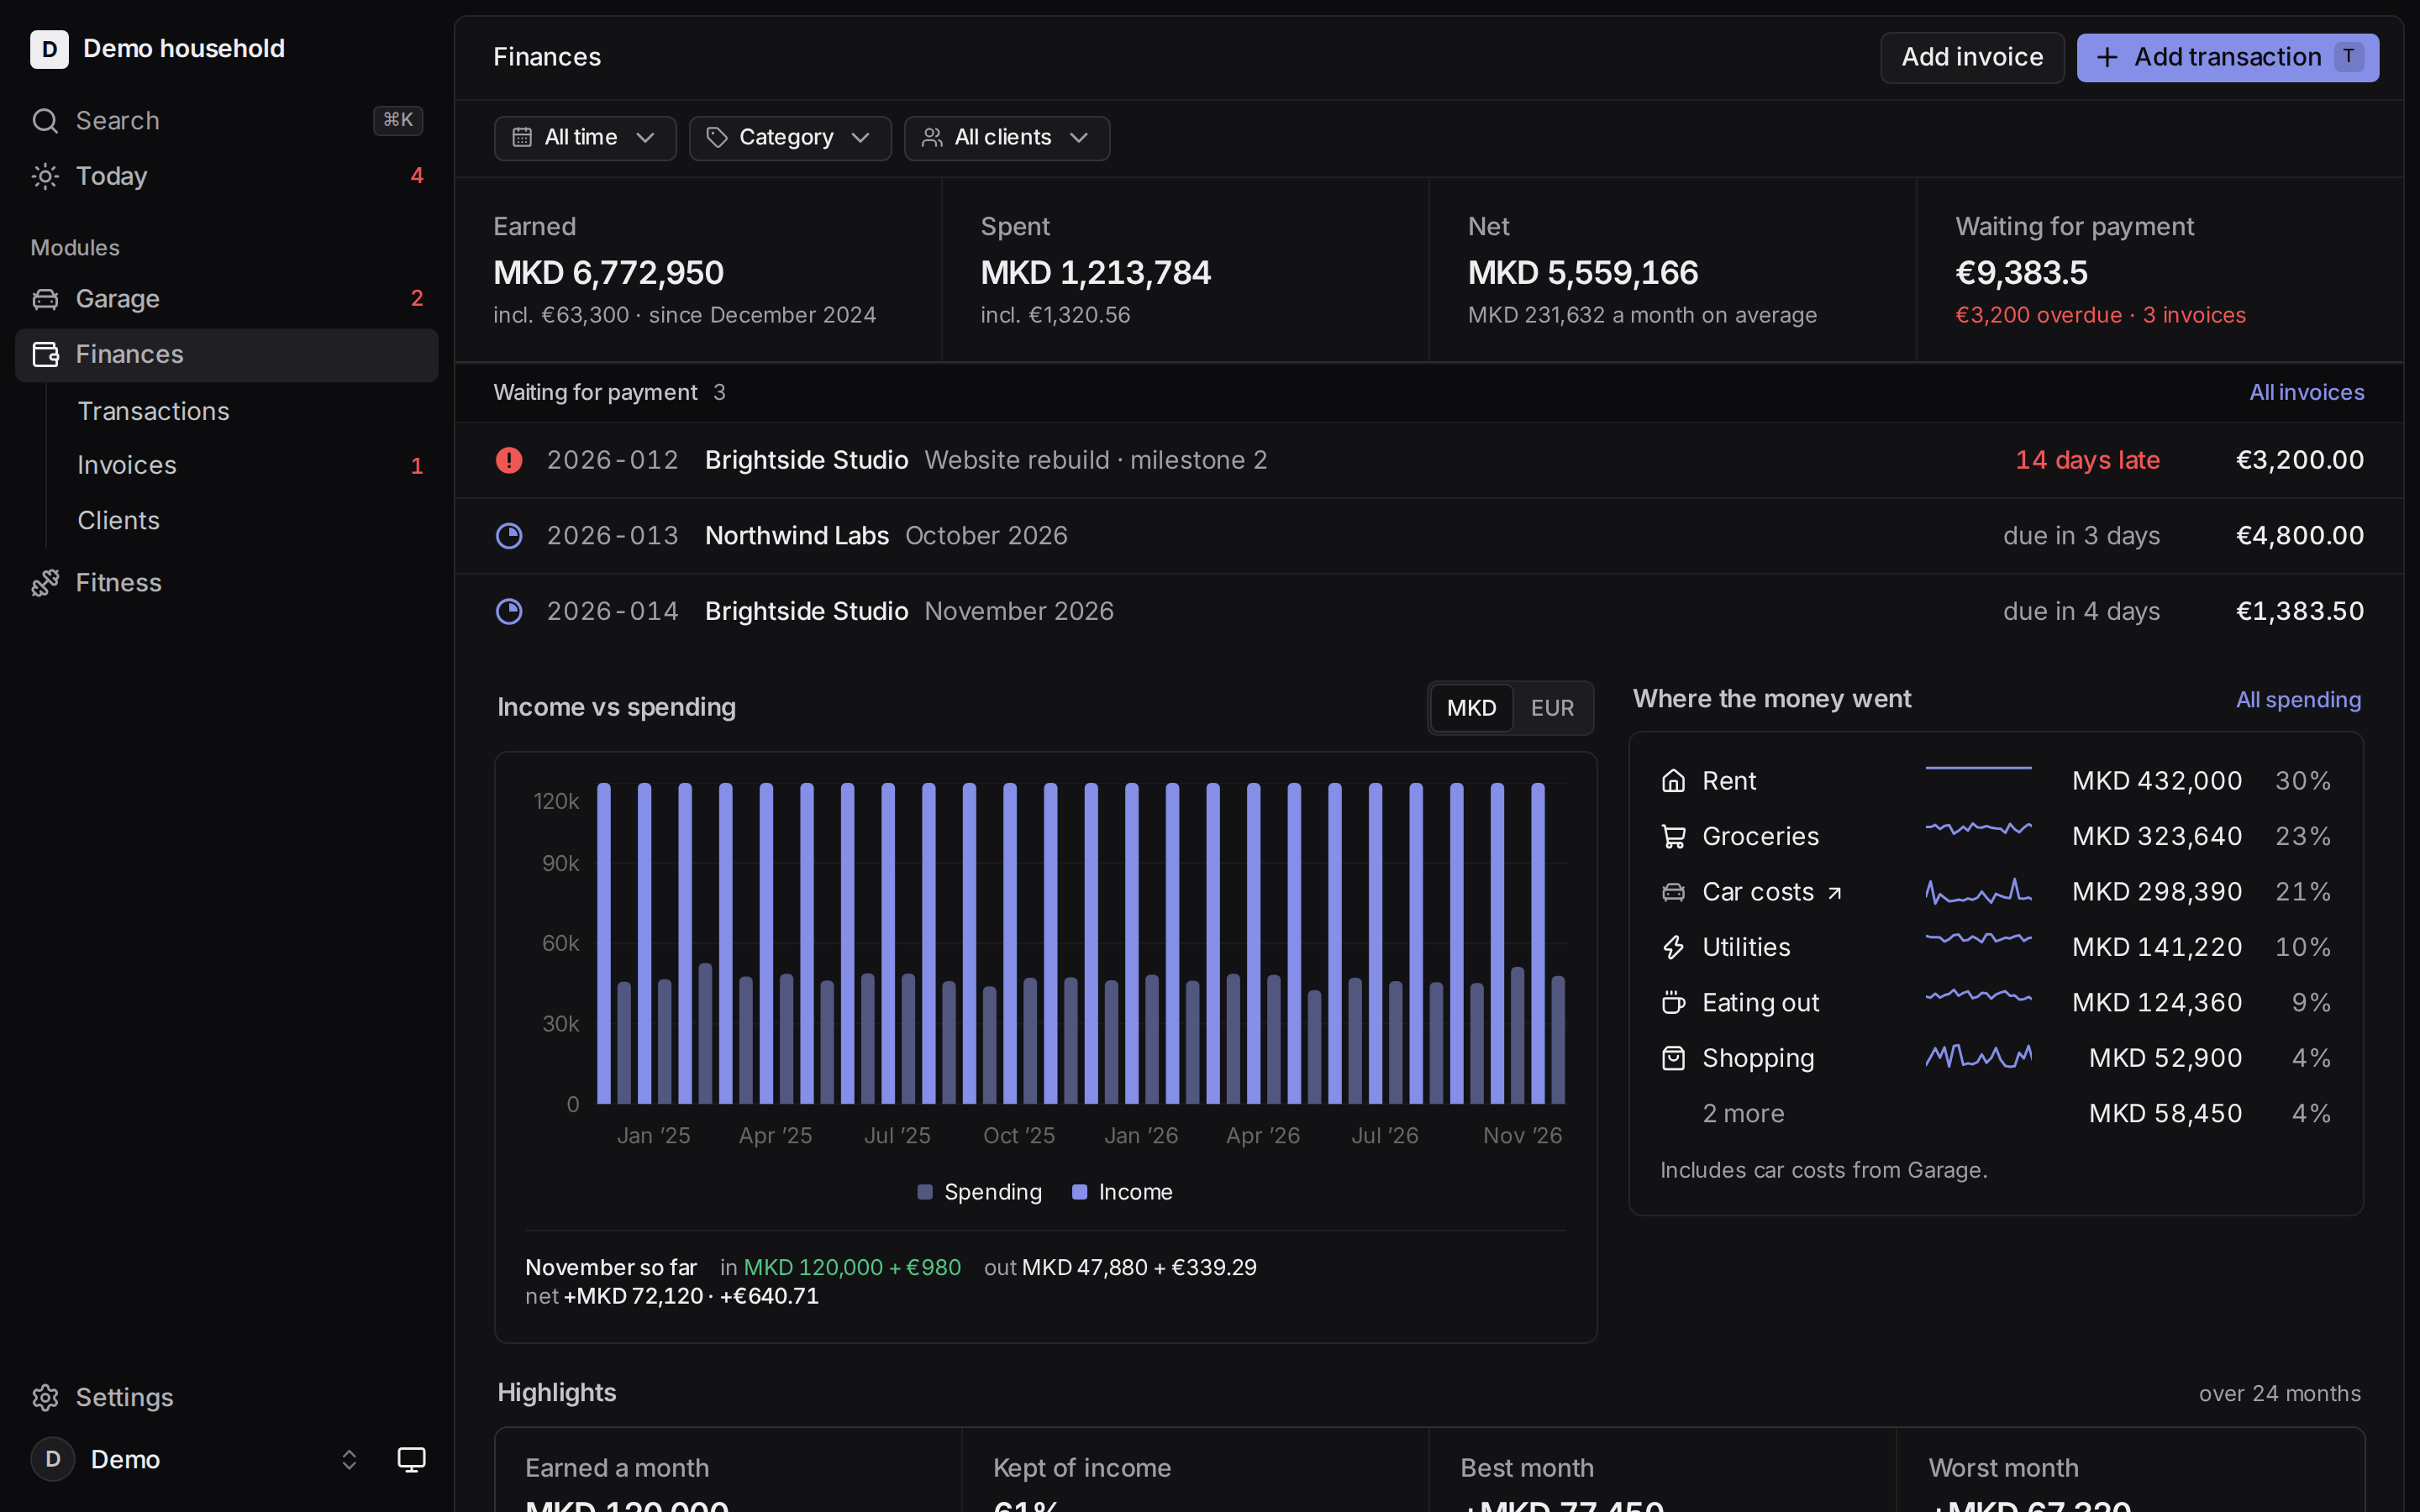 D Demo household
Search ⌘K
Today 4
Modules
Garage 2
Finances
Transactions
Invoices 1
Clients
Fitness
Settings
D Demo
Finances
Add invoice
Add transaction T
All time
Category
All clients
Earned
MKD 6,772,950
incl. €63,300 · since December 2024
Spent
MKD 1,213,784
incl. €1,320.56
Net
MKD 5,559,166
MKD 231,632 a month on average
Waiting for payment
€9,383.5
€3,200 overdue · 3 invoices
Waiting for payment 3
All invoices
2026-012 Brightside Studio Website rebuild · milestone 2 14 days late €3,200.00
2026-013 Northwind Labs October 2026 due in 3 days €4,800.00
2026-014 Brightside Studio November 2026 due in 4 days €1,383.50
Income vs spending
MKD EUR
120k
90k
60k
30k
0
Jan ’25 Apr ’25 Jul ’25 Oct ’25 Jan ’26 Apr ’26 Jul ’26 Nov ’26
Spending Income
November so far in MKD 120,000 + €980 out MKD 47,880 + €339.29
net +MKD 72,120 · +€640.71
Where the money went
All spending
Rent MKD 432,000 30%
Groceries MKD 323,640 23%
Car costs MKD 298,390 21%
Utilities MKD 141,220 10%
Eating out MKD 124,360 9%
Shopping MKD 52,900 4%
2 more MKD 58,450 4%
Includes car costs from Garage.
Highlights
over 24 months
Earned a month
MKD 120,000
Kept of income
61%
Best month
+MKD 77,450
Worst month
+MKD 67,320